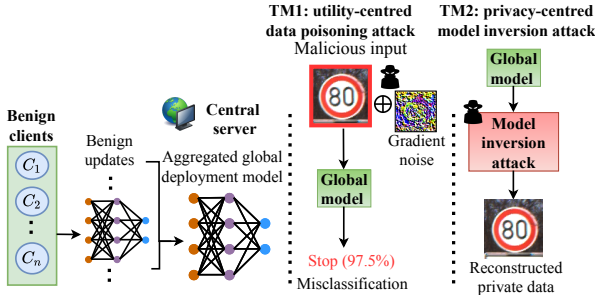 Benign
clients
C1
C2
Cn
Benign
updates
Central
server
Aggregated global
deployment model
TM1: utility-centred
data poisoning attack
Malicious input
80
Gradient
noise
Global
model
Stop (97.5%)
Misclassification
TM2: privacy-centred
model inversion attack
Global
model
Model
inversion
attack
80
Reconstructed
private data